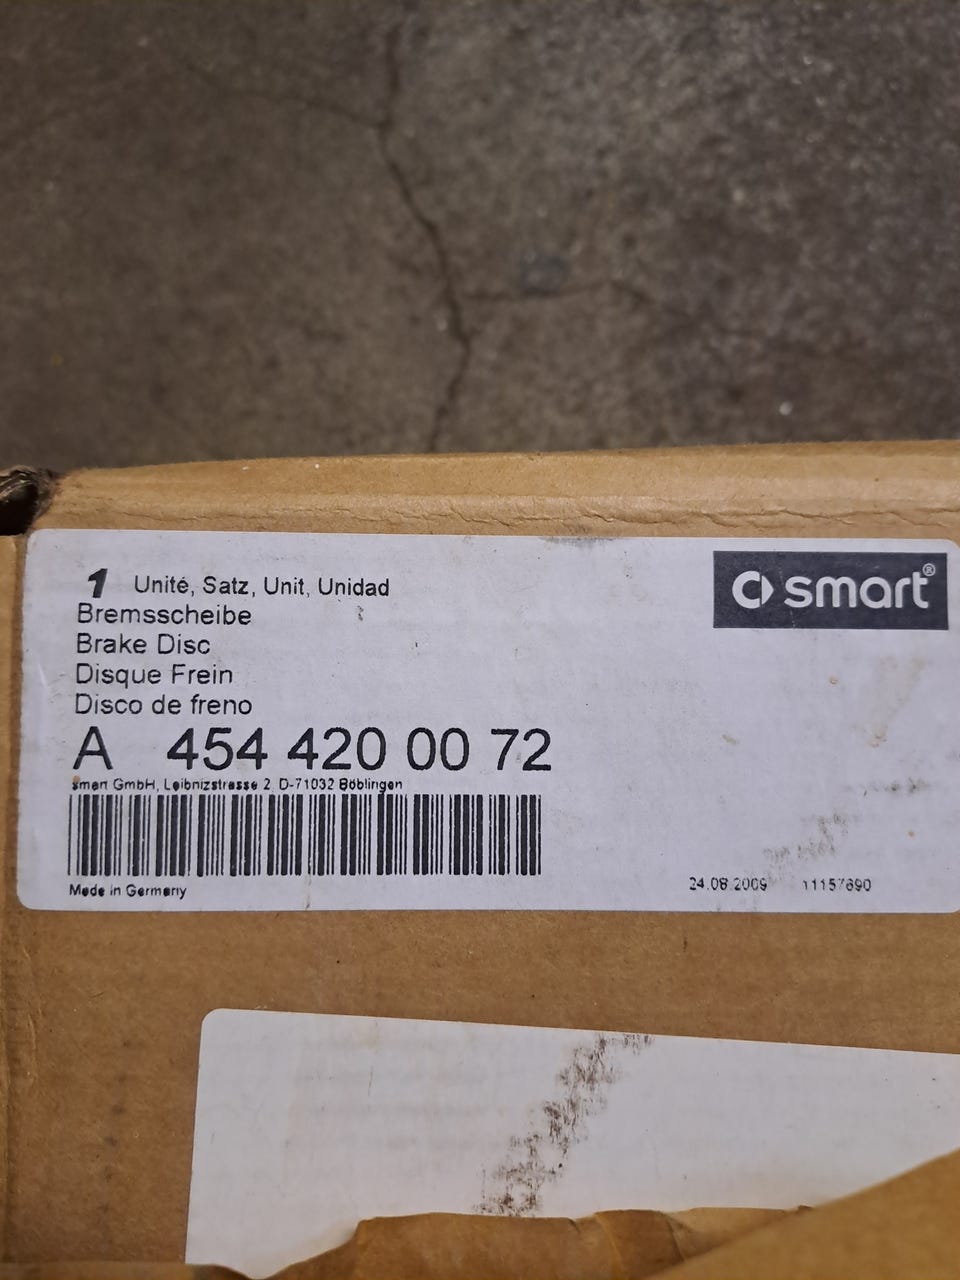 1 Unité, Satz, Unit, Unidad
smart®
Bremsscheibe
Brake Disc
Disque Frein
Disco de freno
A 454 420 00 72
smart GmbH, Leibnizstrasse 2, D-71032 Böblingen
Made in Germany
24.08.2009 11157690